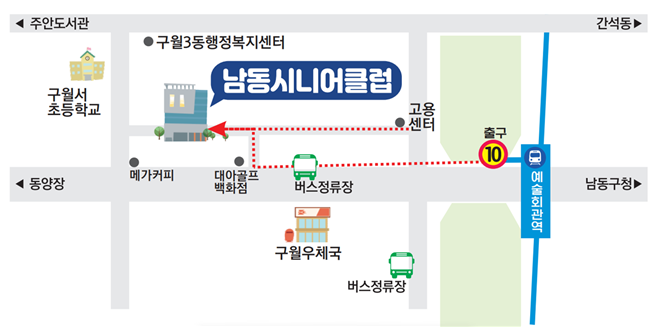 ◀ 주안도서관
간석동 ▶
구월3동행정복지센터
남동시니어클럽
구월서
초등학교
고용
센터
출구
10
메가커피
대아골프
백화점
버스정류장
◀ 동양장
남동구청▶
예술회관역
구월우체국
버스정류장